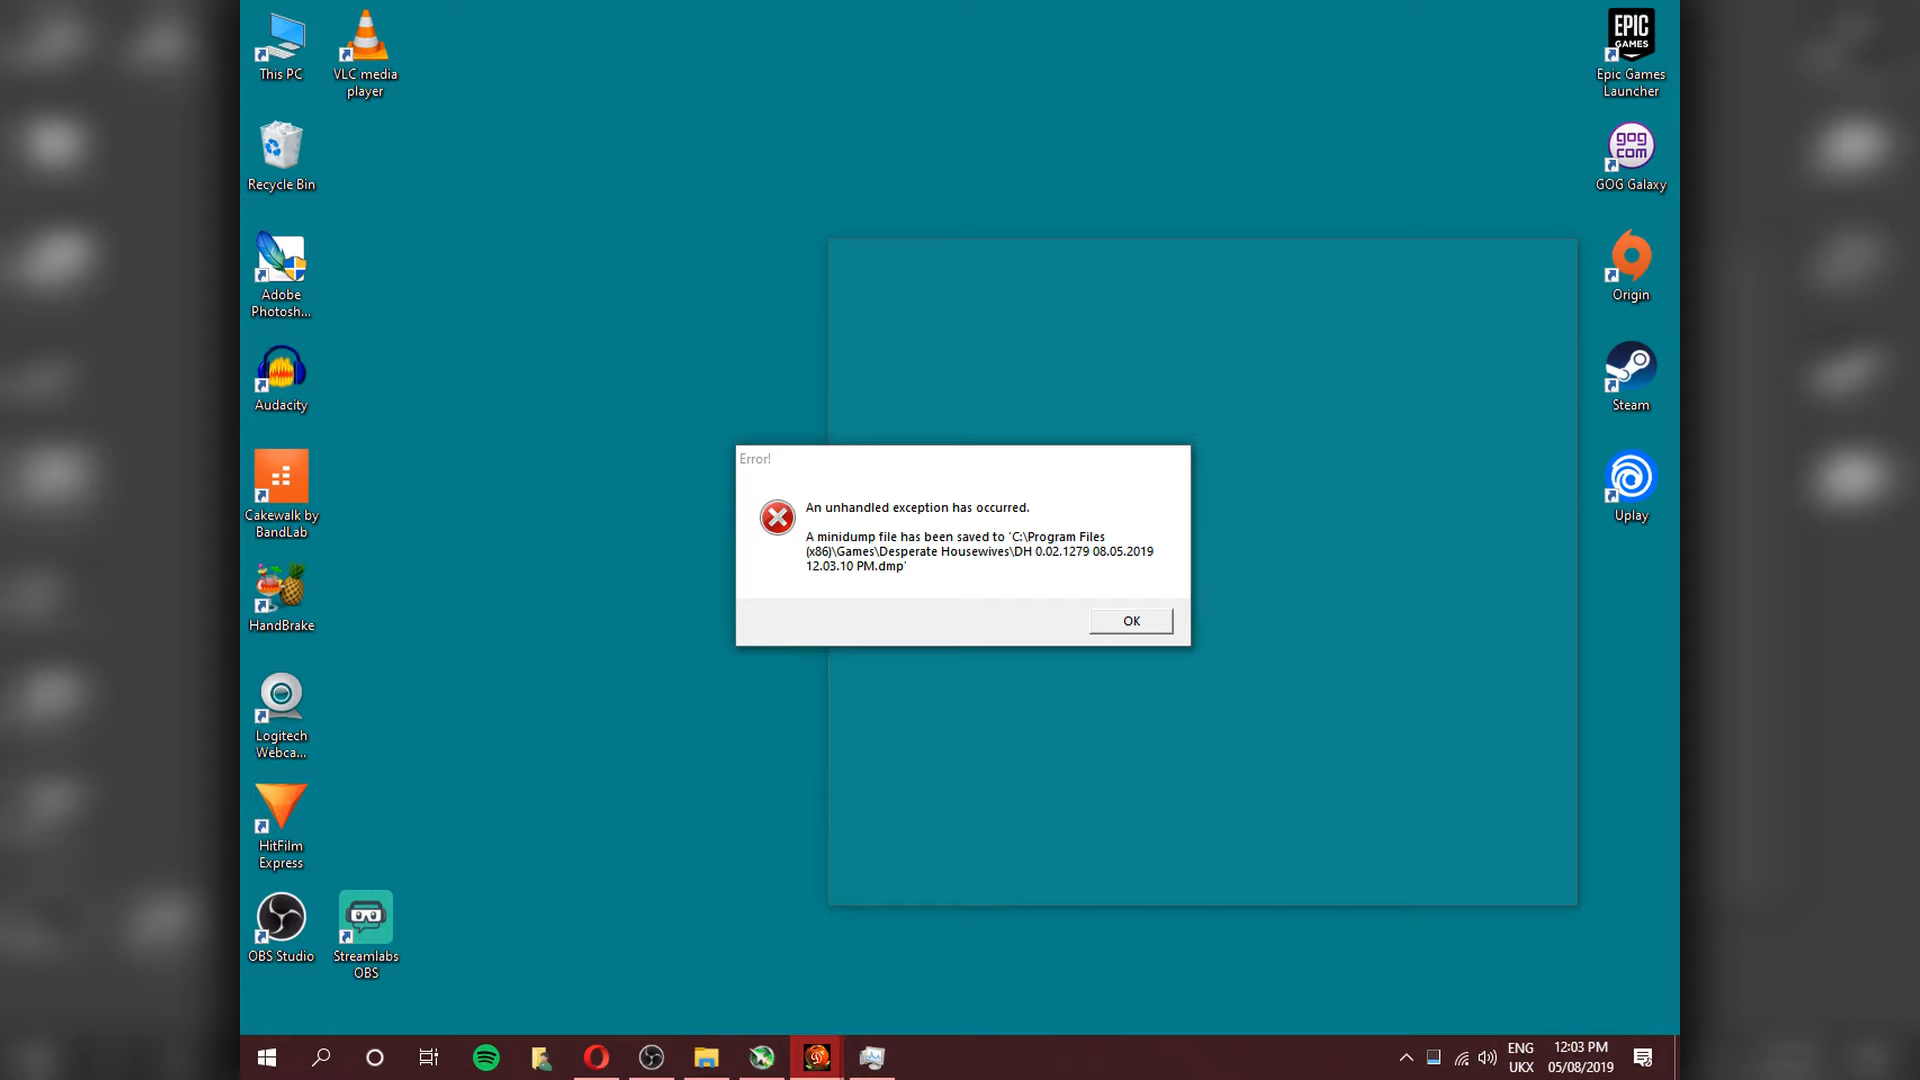 This PC
VLC media
player
Recycle Bin
Adobe
Photosh...
Audacity
Cakewalk by
BandLab
HandBrake
Logitech
Webca...
HitFilm
Express
OBS Studio
Streamlabs
OBS
Error!
An unhandled exception has occurred.
A minidump file has been saved to 'C:\Program Files
(x86)\Games\Desperate Housewives\DH 0.02.1279 08.05.2019
12.03.10 PM.dmp'
OK
EPIC
GAMES
Epic Games
Launcher
gog
com
GOG Galaxy
Origin
Steam
Uplay
ENG
UKX
12:03 PM
05/08/2019